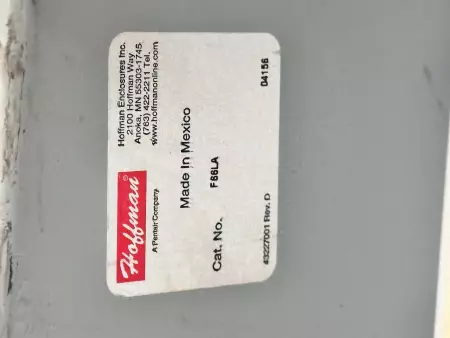 Hoffman®
A Pentair Company
Hoffman Enclosures Inc.
2100 Hoffman Way
Anoka, MN 55303-1745
(763) 422-2211 Tel.
www.hoffmanonline.com
Made In Mexico
Cat. No. F66LA
43227001 Rev. D
04156